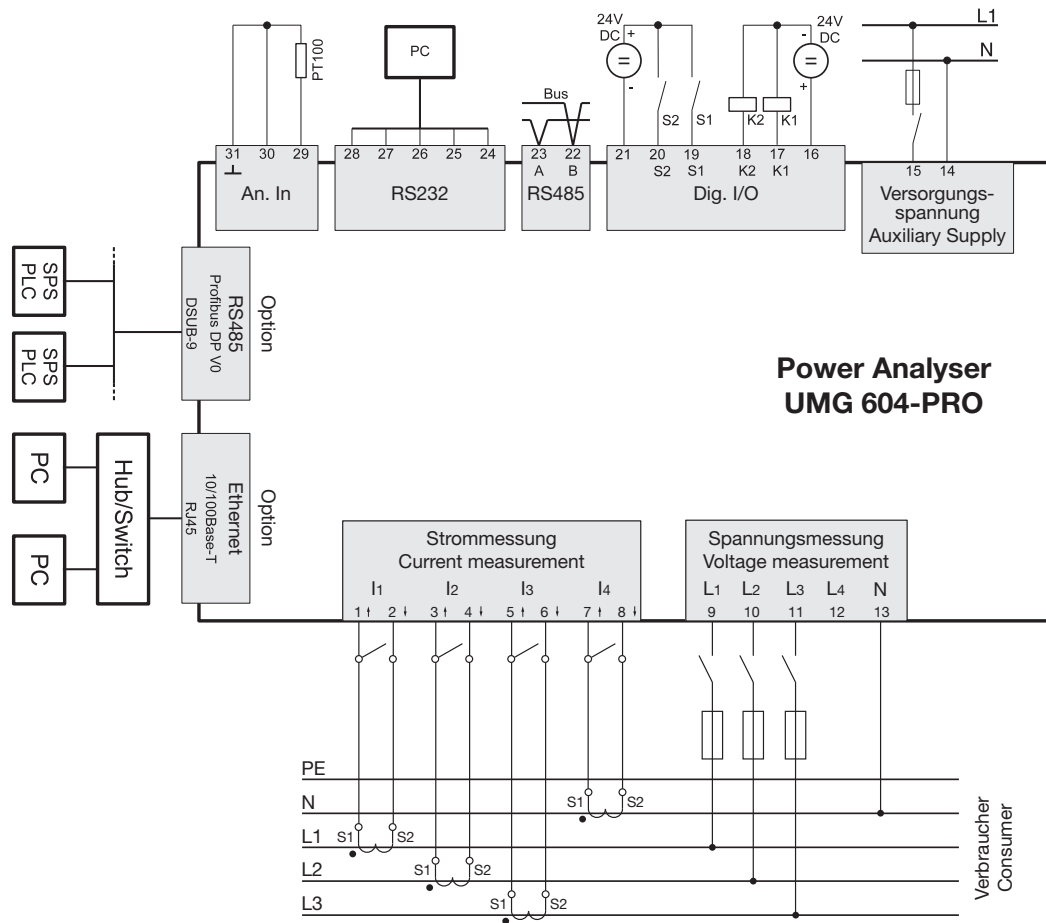 24V
DC
+
-
S2
S1
PT100
PC
Bus
K2
K1
24V
DC
-
+
L1
N
31 30 29
An. In
28 27 26 25 24
RS232
23 22
A B
RS485
21 20 19 18 17 16
S2 S1 K2 K1
Dig. I/O
15 14
Versorgungs-
spannung
Auxiliary Supply
SPS
PLC
SPS
PLC
RS485
Profibus DP V0
DSUB-9
Option
Power Analyser
UMG 604-PRO
PC
PC
Hub/Switch
Ethernet
10/100Base-T
RJ45
Option
Strommessung
Current measurement
I1 I2 I3 I4
1 2 3 4 5 6 7 8
Spannungsmessung
Voltage measurement
L1 L2 L3 L4 N
9 10 11 12 13
PE
N
S1 S2
L1
S1 S2
L2
S1 S2
L3
S1 S2
Verbraucher
Consumer